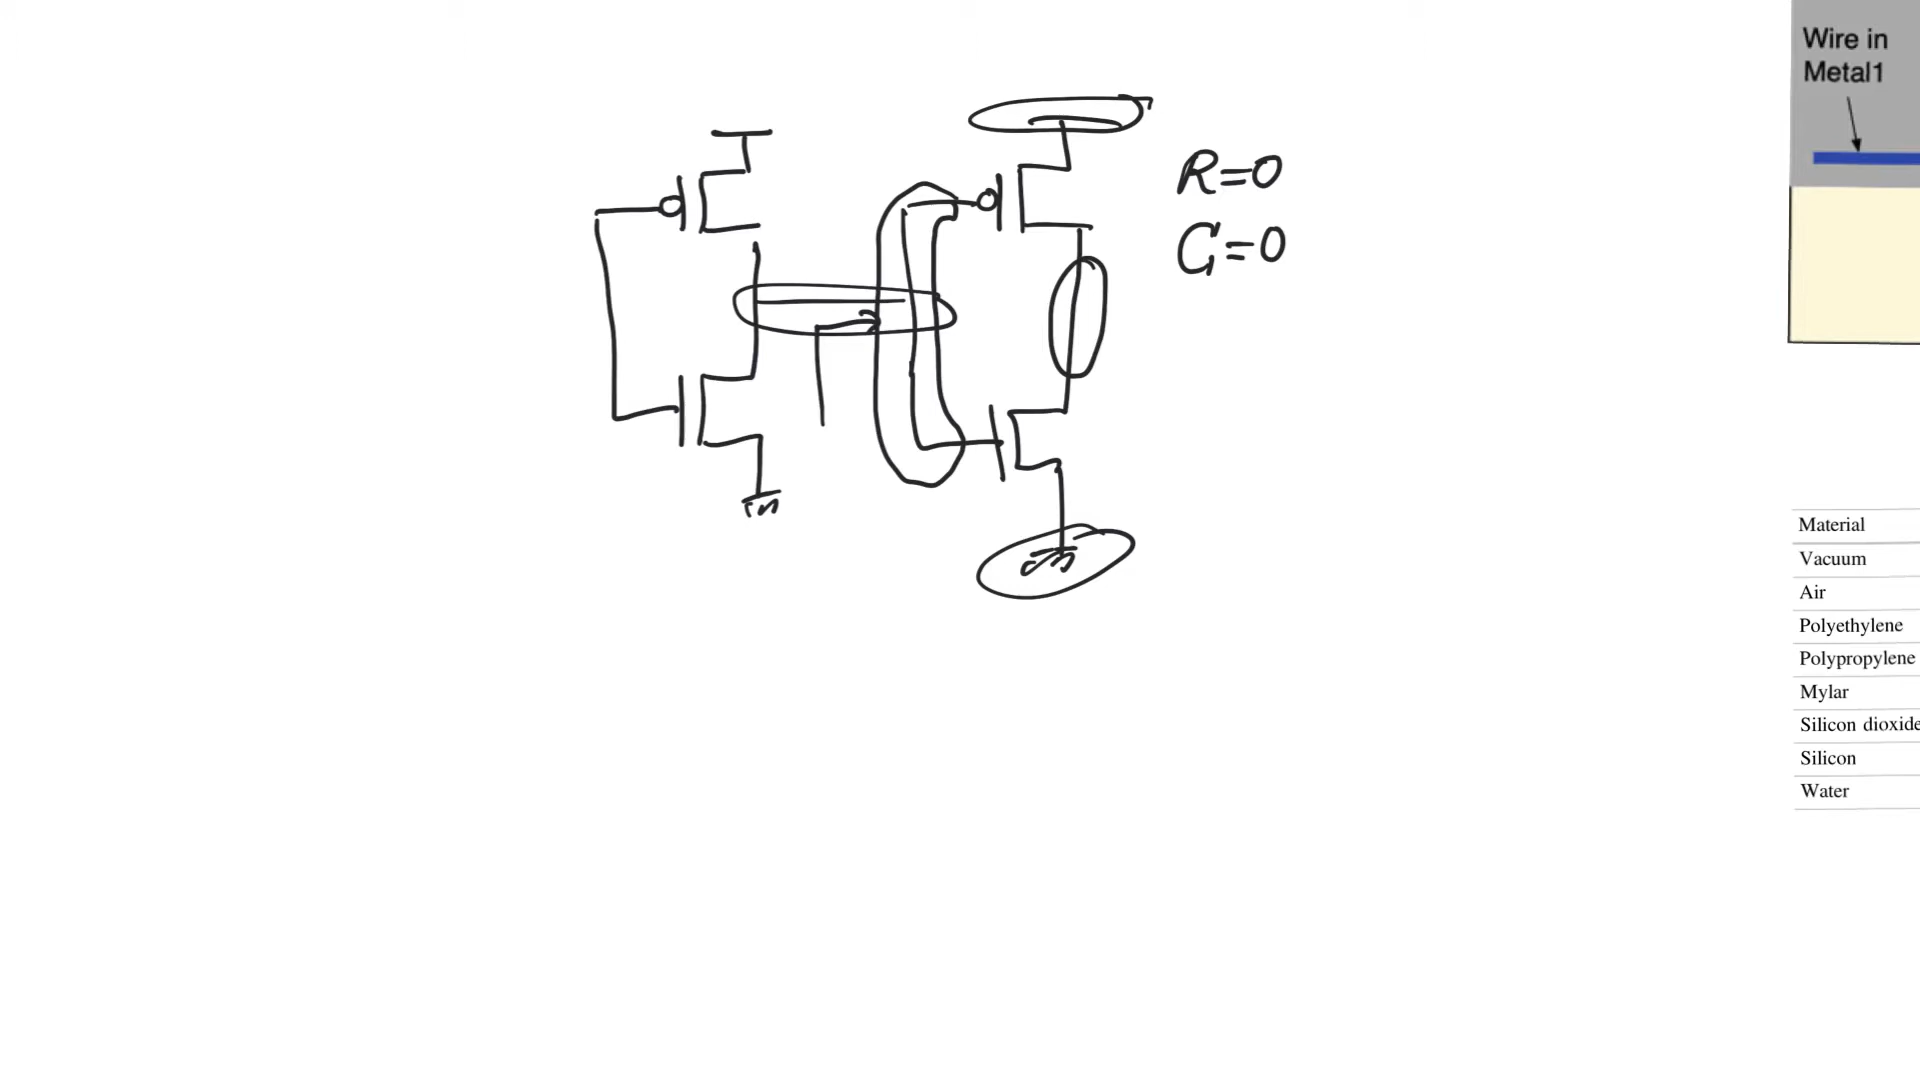 Wire in
Metal1
R=0
C=0
Material
Vacuum
Air
Polyethylene
Polypropylene
Mylar
Silicon dioxide
Silicon
Water